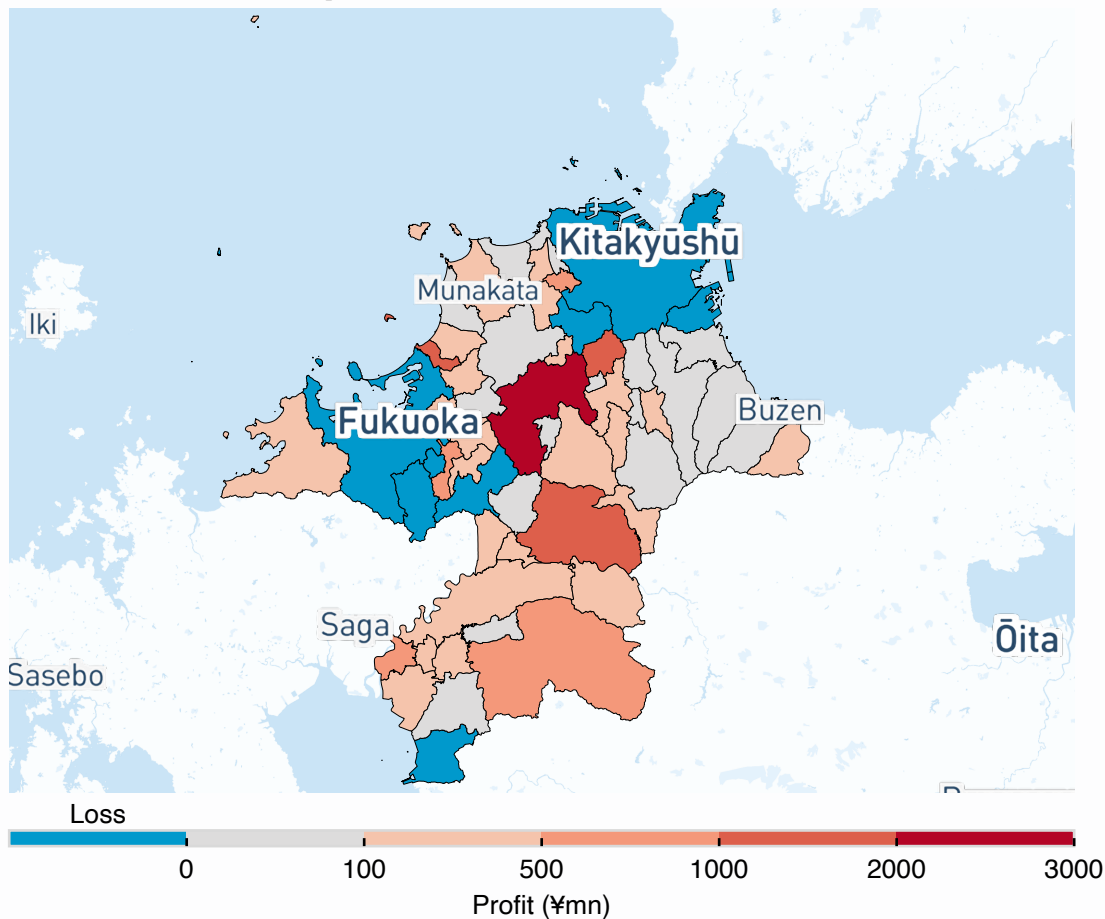 Kitakyūshū
Munakata
Iki
Buzen
Fukuoka
Saga
Ōita
Sasebo
Loss
0
100
500
1000
2000
3000
Profit (¥mn)